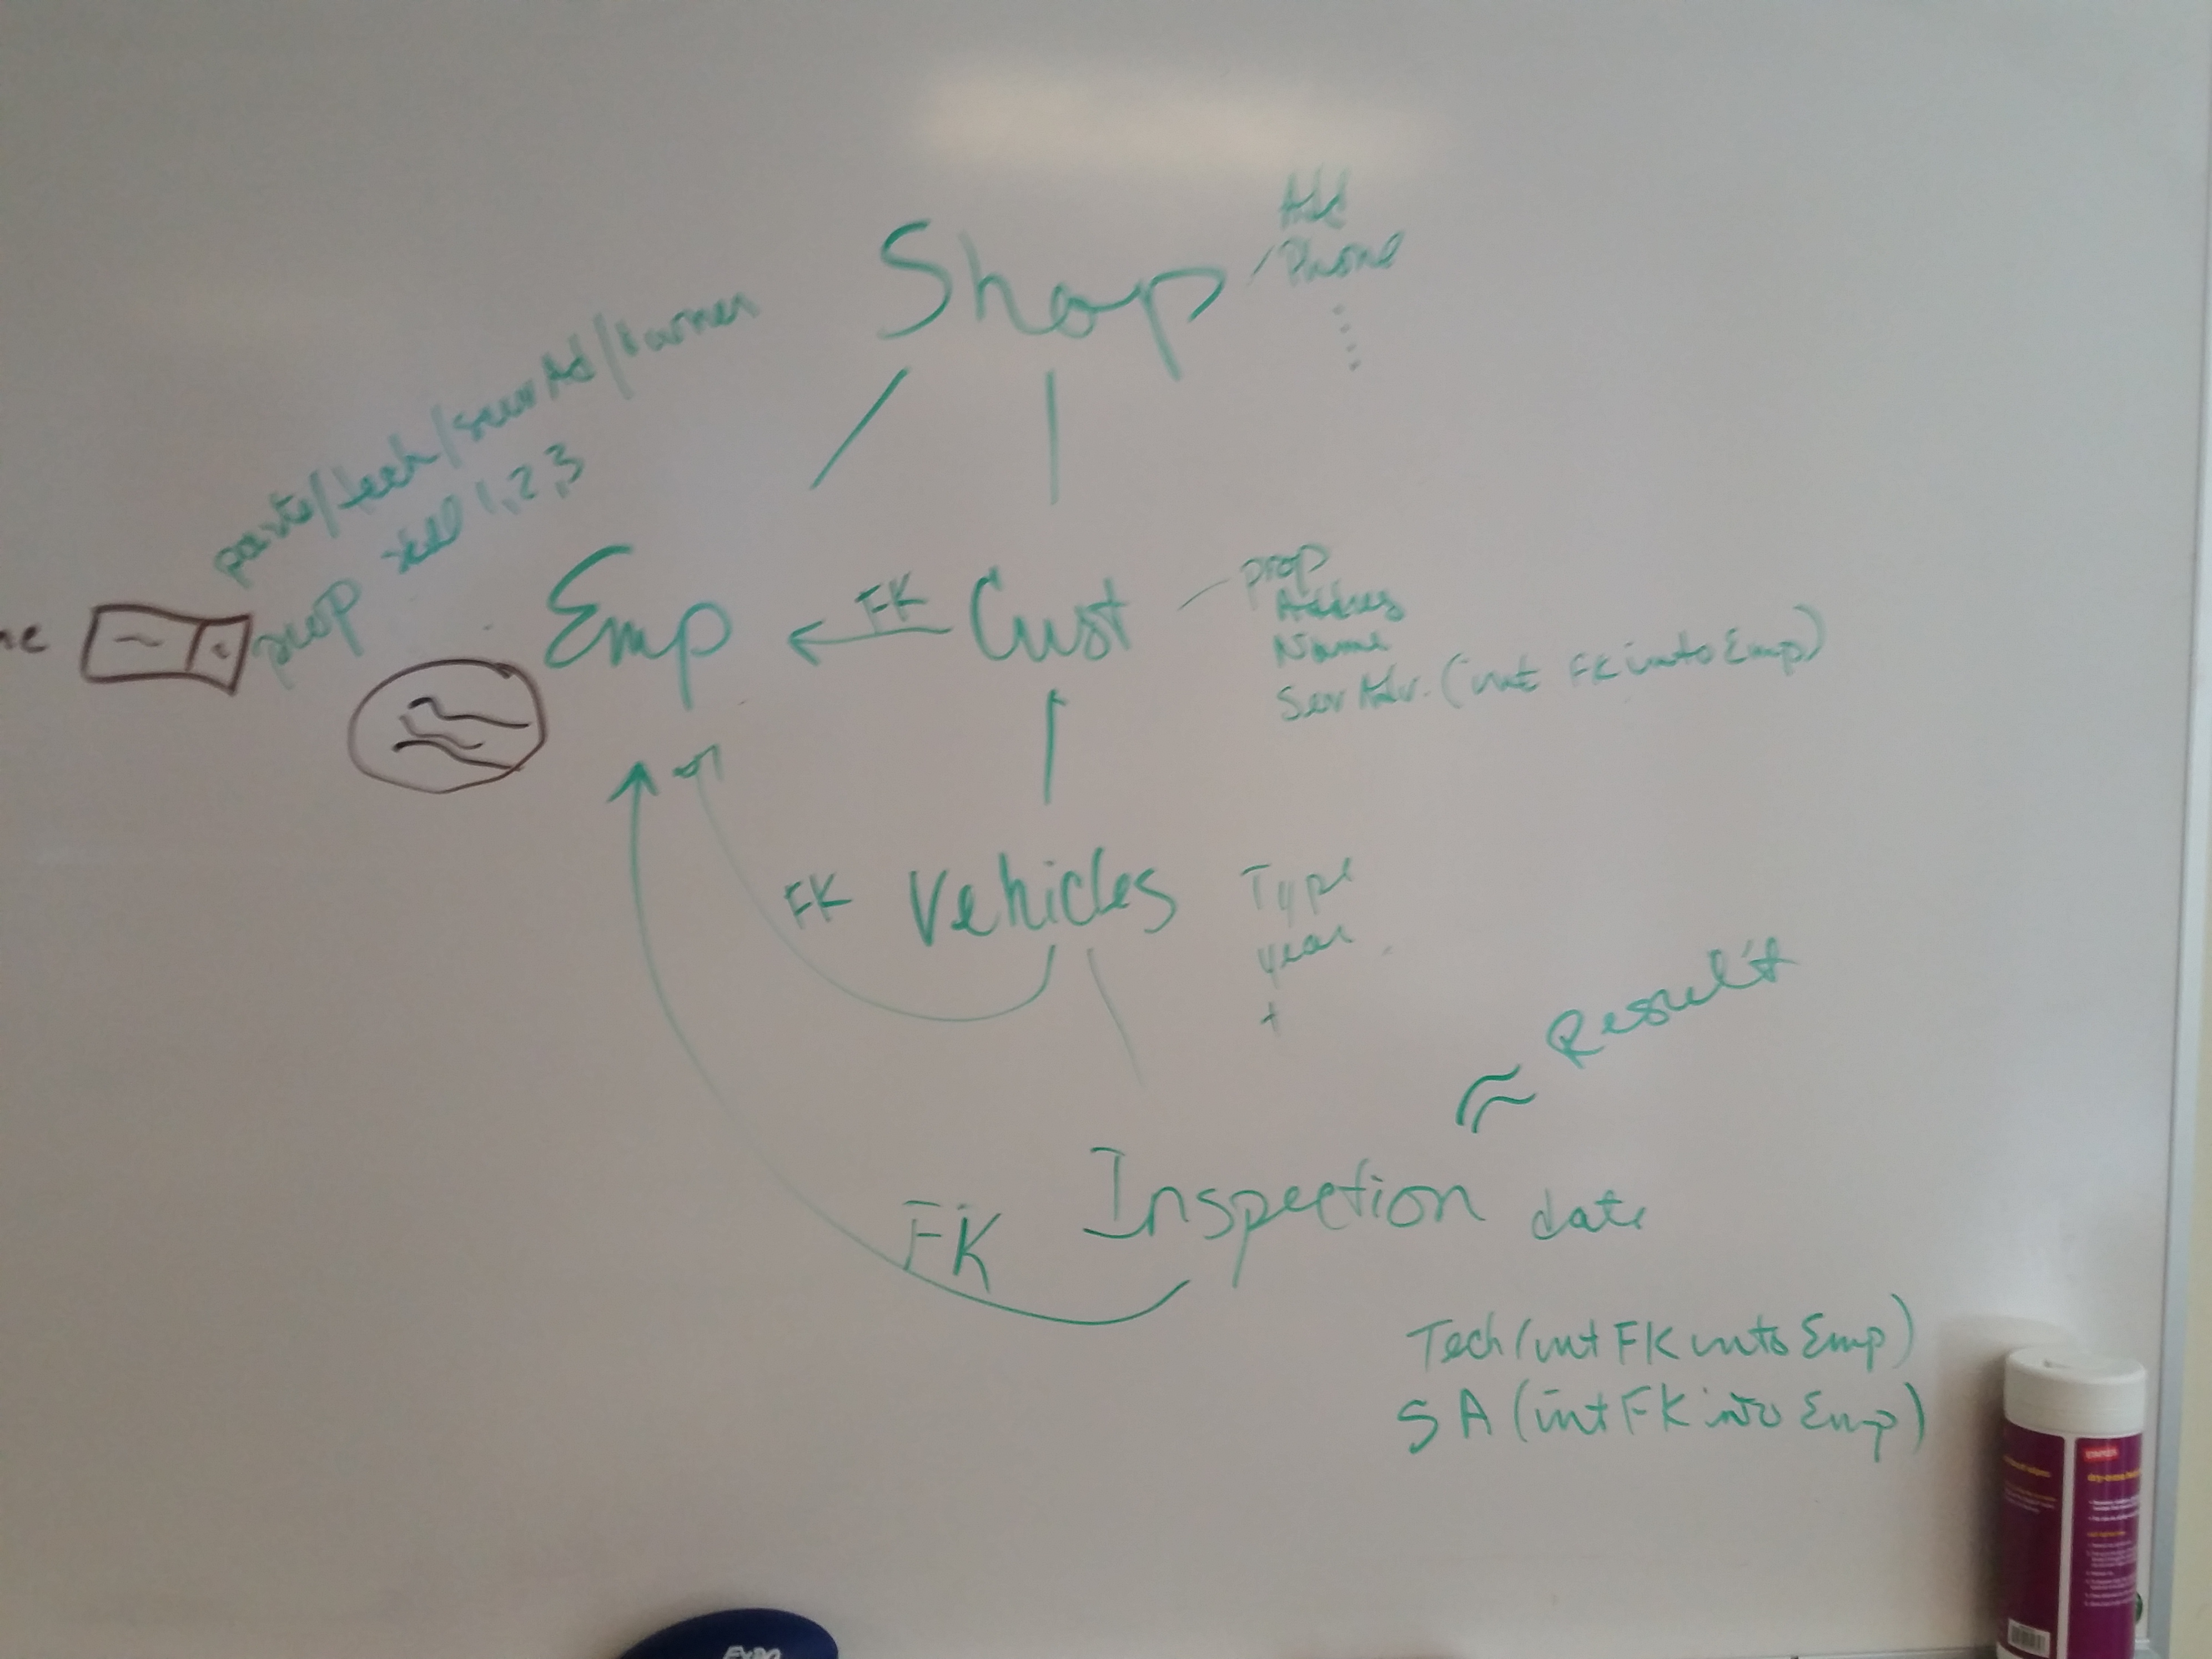 Add
Shop
Phone
parts/tech/servAd/
skill 1,2,3
prop
Emp
FK
Cust
prop
Address
Name
Serv Adv. (int FK into Emp)
FK
Vehicles
Type
year
+
Result
Inspection
date
FK
Tech (int FK into Emp)
SA (int FK into Emp)
EXPO